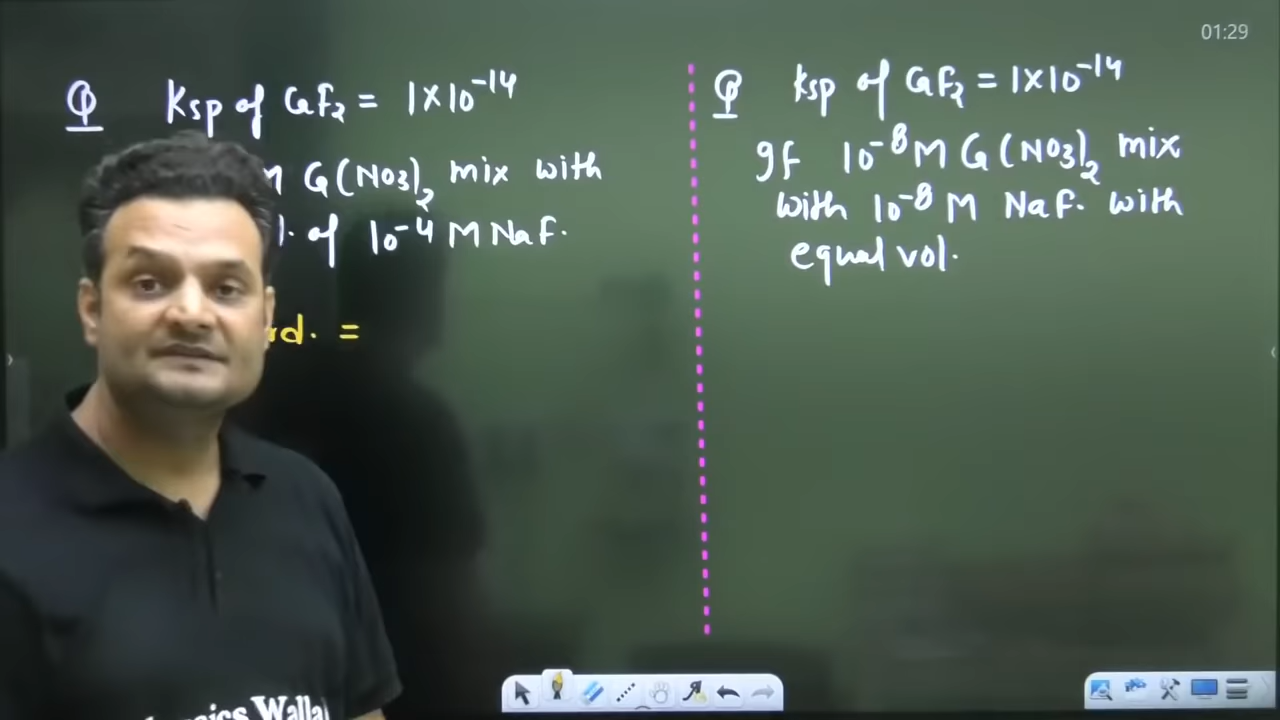 01:29
Q Ksp of CaF2 = 1×10⁻¹⁴
M Ca(NO3)2 mix with
of 10⁻⁴ M NaF.
=
Q Ksp of CaF2 = 1×10⁻¹⁴
If 10⁻⁸ M Ca(NO3)2 mix
with 10⁻⁸ M NaF. with
equal vol.